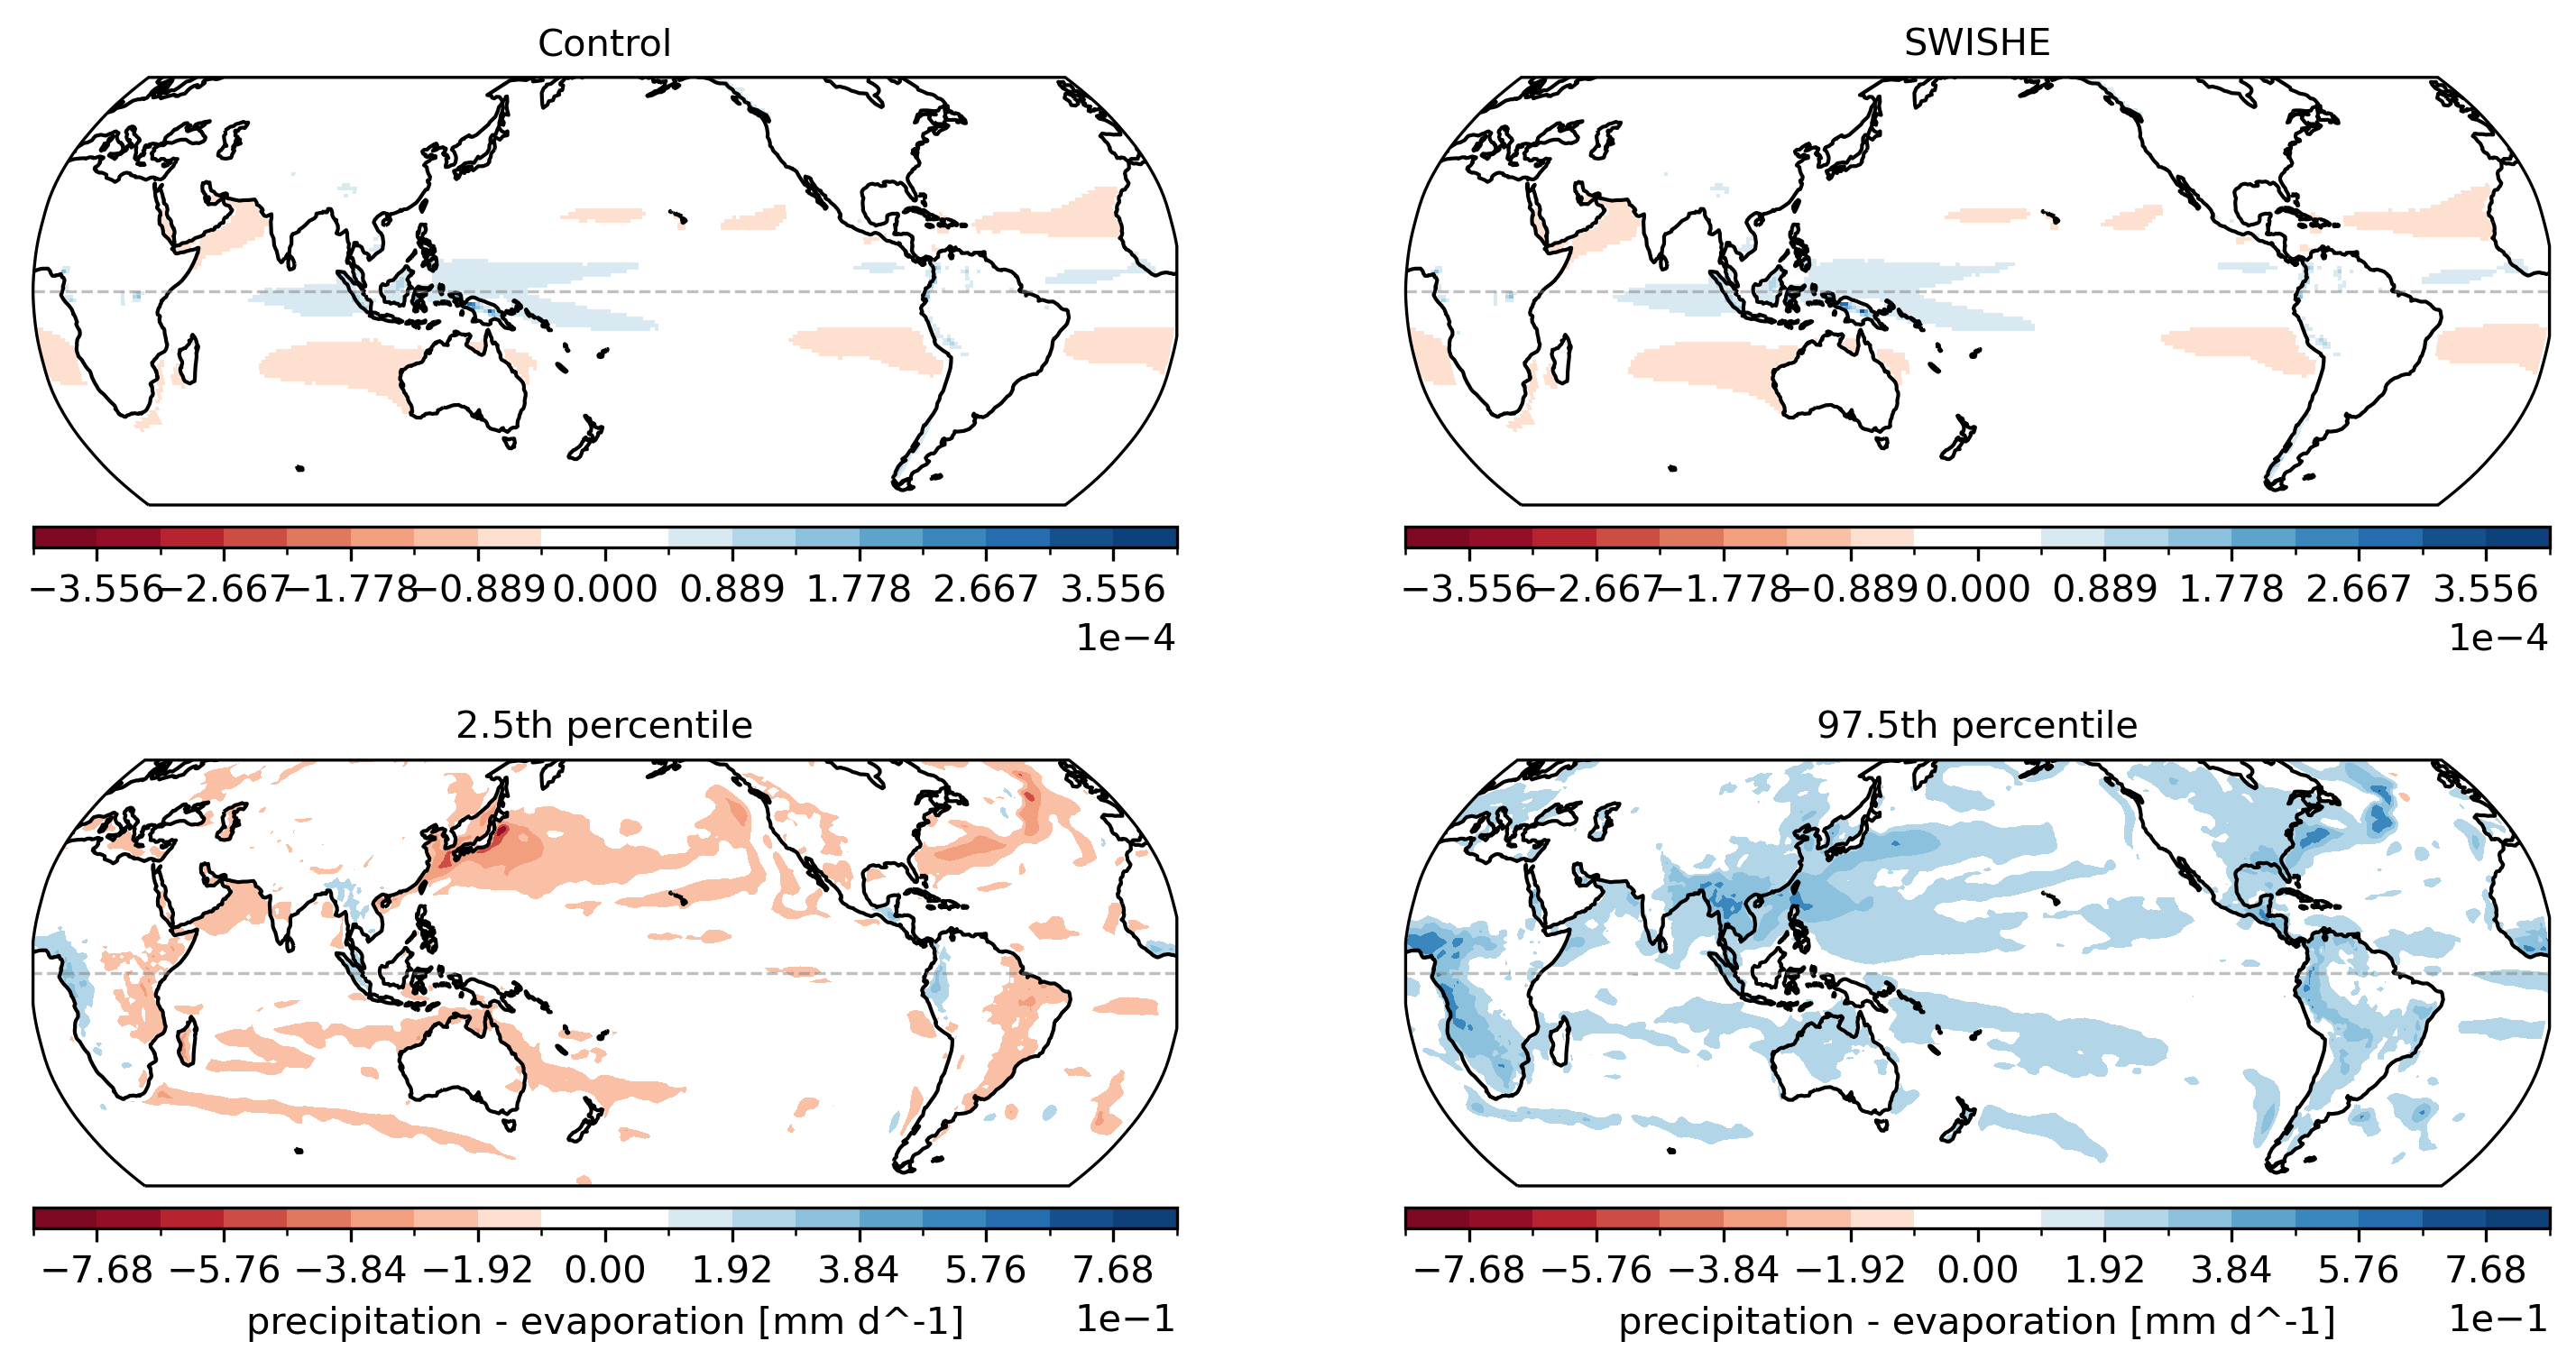 Control
SWISHE
−3.556 −2.667 −1.778 −0.889 0.000 0.889 1.778 2.667 3.556
1e−4
−3.556 −2.667 −1.778 −0.889 0.000 0.889 1.778 2.667 3.556
1e−4
2.5th percentile
97.5th percentile
−7.68 −5.76 −3.84 −1.92 0.00 1.92 3.84 5.76 7.68
precipitation - evaporation [mm d^-1]
1e−1
−7.68 −5.76 −3.84 −1.92 0.00 1.92 3.84 5.76 7.68
precipitation - evaporation [mm d^-1]
1e−1